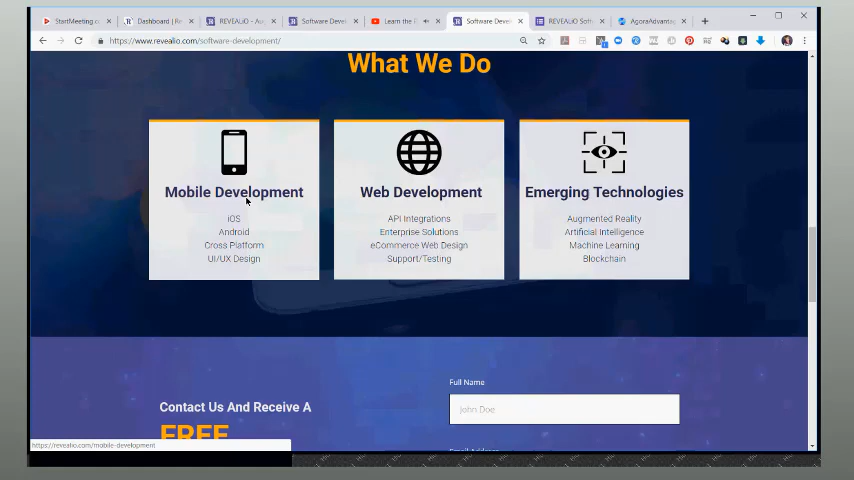 StartMeeting
Dashboard | (Re
REVEALiO - Au
Software Devel
Learn the
Software Devel
REVEALiO Soft
AgoraAdvantag
https://www.revealio.com/software-development/
What We Do
Mobile Development
iOS
Android
Cross Platform
UI/UX Design
Web Development
API Integrations
Enterprise Solutions
eCommerce Web Design
Support/Testing
Emerging Technologies
Augmented Reality
Artificial Intelligence
Machine Learning
Blockchain
Contact Us And Receive A
FREE
Full Name
John Doe
https://revealio.com/mobile-development